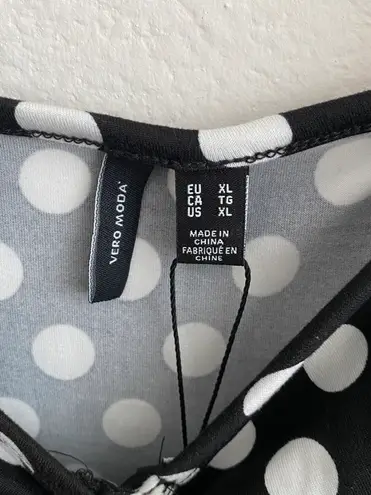 VERO MODA
EU XL
CA TG
US XL
MADE IN
CHINA
FABRIQUÉ EN
CHINE